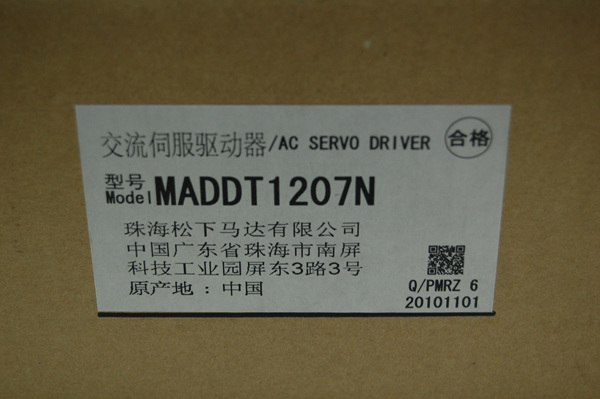 交流伺服驱动器/AC SERVO DRIVER 合格
型号
Model MADDT1207N
珠海松下马达有限公司
中国广东省珠海市南屏
科技工业园屏东3路3号
原产地：中国
Q/PMRZ 6
20101101